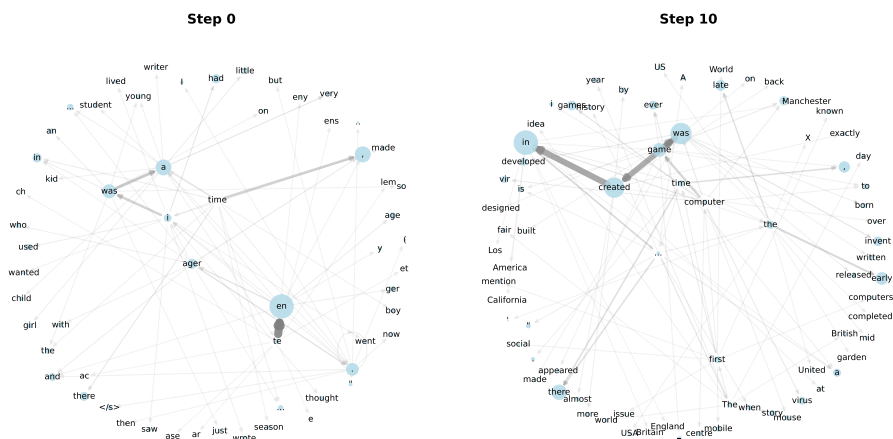 Step 0
writer
lived
had
little
but
young
student
very
eny
on
ens
an
made
in
a
kid
was
lem
so
ch
time
i
age
who
used
(
y
wanted
ager
et
ger
child
en
boy
girl
with
te
went
now
the
.
and
ac
"
there
</s>
...
thought
then
saw
ase
ar
just
wrote
season
e
Step 10
US
World
A
year
late
on
back
by
i
games
history
ever
Manchester
known
idea
was
X
exactly
in
game
day
developed
vir
is
created
time
to
designed
computer
born
fair
built
the
over
invent
Los
written
America
released
early
mention
California
computers
completed
social
British
mid
first
garden
appeared
made
United
a
there
almost
at
The
when
virus
more
issue
story
mouse
world
England
mobile
USA
Britain
centre